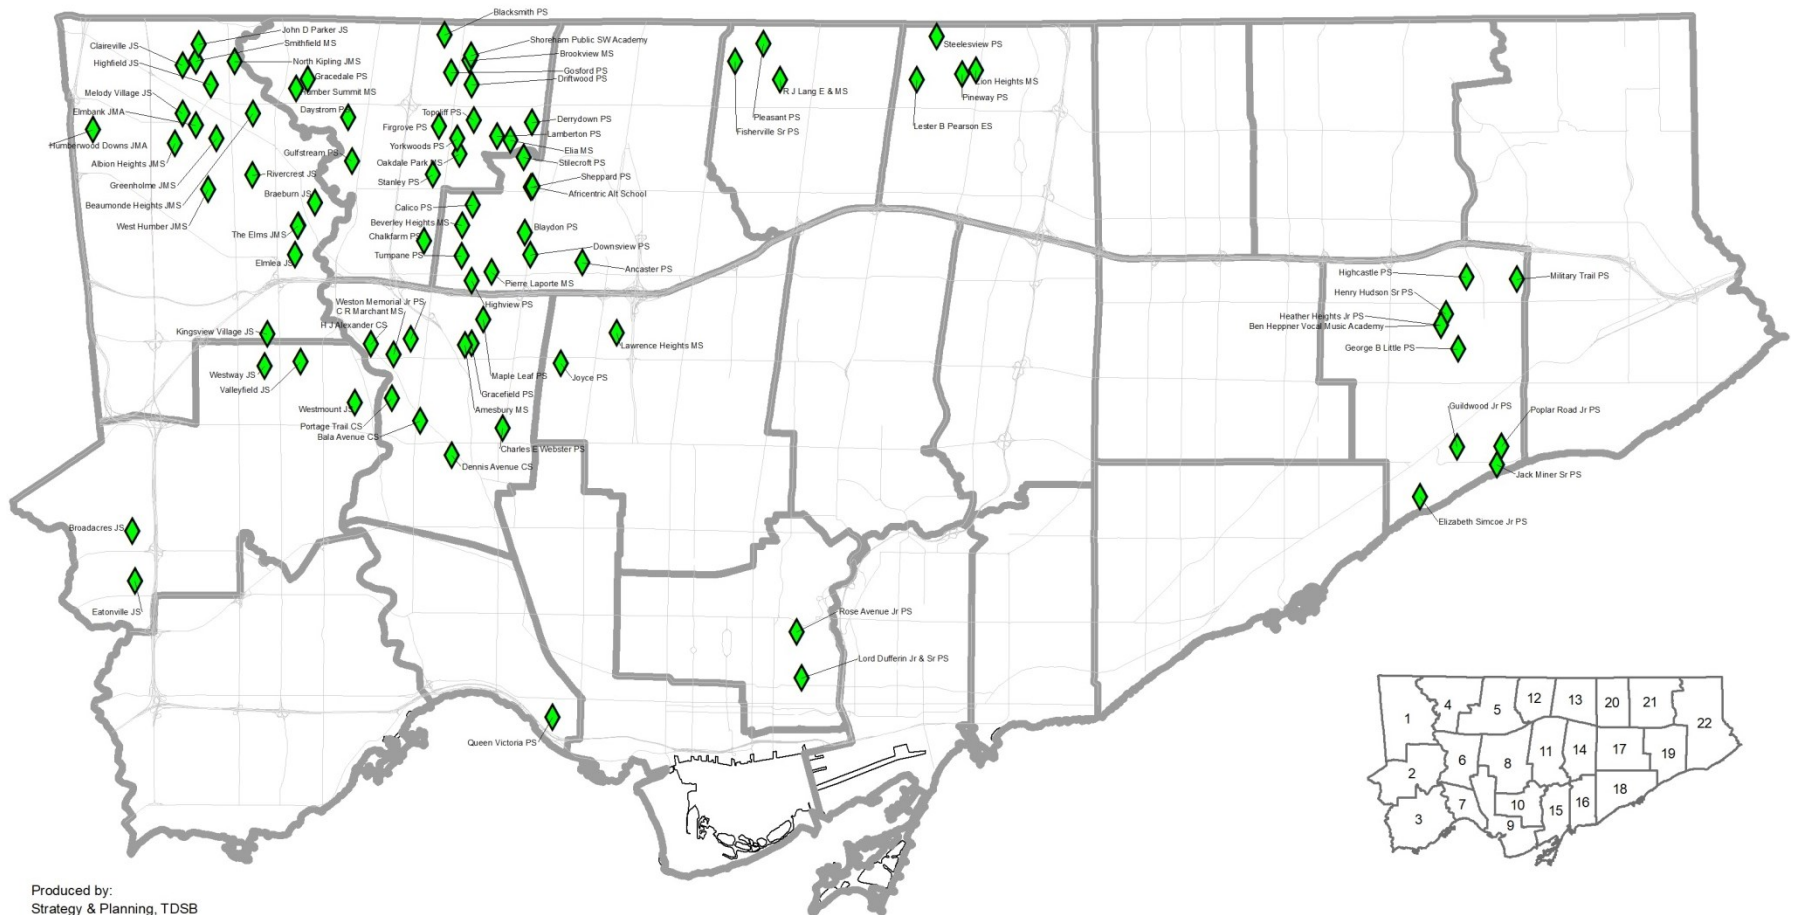 Blacksmith PS
John D Parker JS
Smithfield MS
Claireville JS
Highfield JS
North Kipling JMS
Gracedale PS
Humber Summit MS
Melody Village JS
Elmbank JMA
Daystrom PS
Humberwood Downs JMA
Albion Heights JMS
Greenholme JMS
Beaumonde Heights JMS
West Humber JMS
Gulfstream PS
Rivercrest JS
Braeburn JS
The Elms JMS
Elmlea JS
Shoreham Public SW Academy
Brookview MS
Gosford PS
Driftwood PS
Topcliff PS
Firgrove PS
Yorkwoods PS
Oakdale Park MS
Stanley PS
Derrydown PS
Lamberton PS
Elia MS
Stilecroft PS
Sheppard PS
Africentric Alt School
Calico PS
Beverley Heights MS
Chalkfarm PS
Tumpane PS
Blaydon PS
Downsview PS
Ancaster PS
Pierre Laporte MS
Highview PS
Weston Memorial Jr PS
C R Marchant MS
H J Alexander CS
Kingsview Village JS
Westway JS
Valleyfield JS
Westmount JS
Portage Trail CS
Bala Avenue CS
Maple Leaf PS
Gracefield PS
Amesbury MS
Charles E Webster PS
Dennis Avenue CS
Lawrence Heights MS
Joyce PS
Broadacres JS
Eatonville JS
Queen Victoria PS
Rose Avenue Jr PS
Lord Dufferin Jr & Sr PS
R J Lang E & MS
Pleasant PS
Fisherville Sr PS
Steelesview PS
Zion Heights MS
Pineway PS
Lester B Pearson ES
Highcastle PS
Military Trail PS
Henry Hudson Sr PS
Heather Heights Jr PS
Ben Heppner Vocal Music Academy
George B Little PS
Guildwood Jr PS
Poplar Road Jr PS
Jack Miner Sr PS
Elizabeth Simcoe Jr PS
1
4
5
12
13
20
21
22
2
6
8
11
14
17
19
3
7
10
9
15
16
18
Produced by:
Strategy & Planning, TDSB